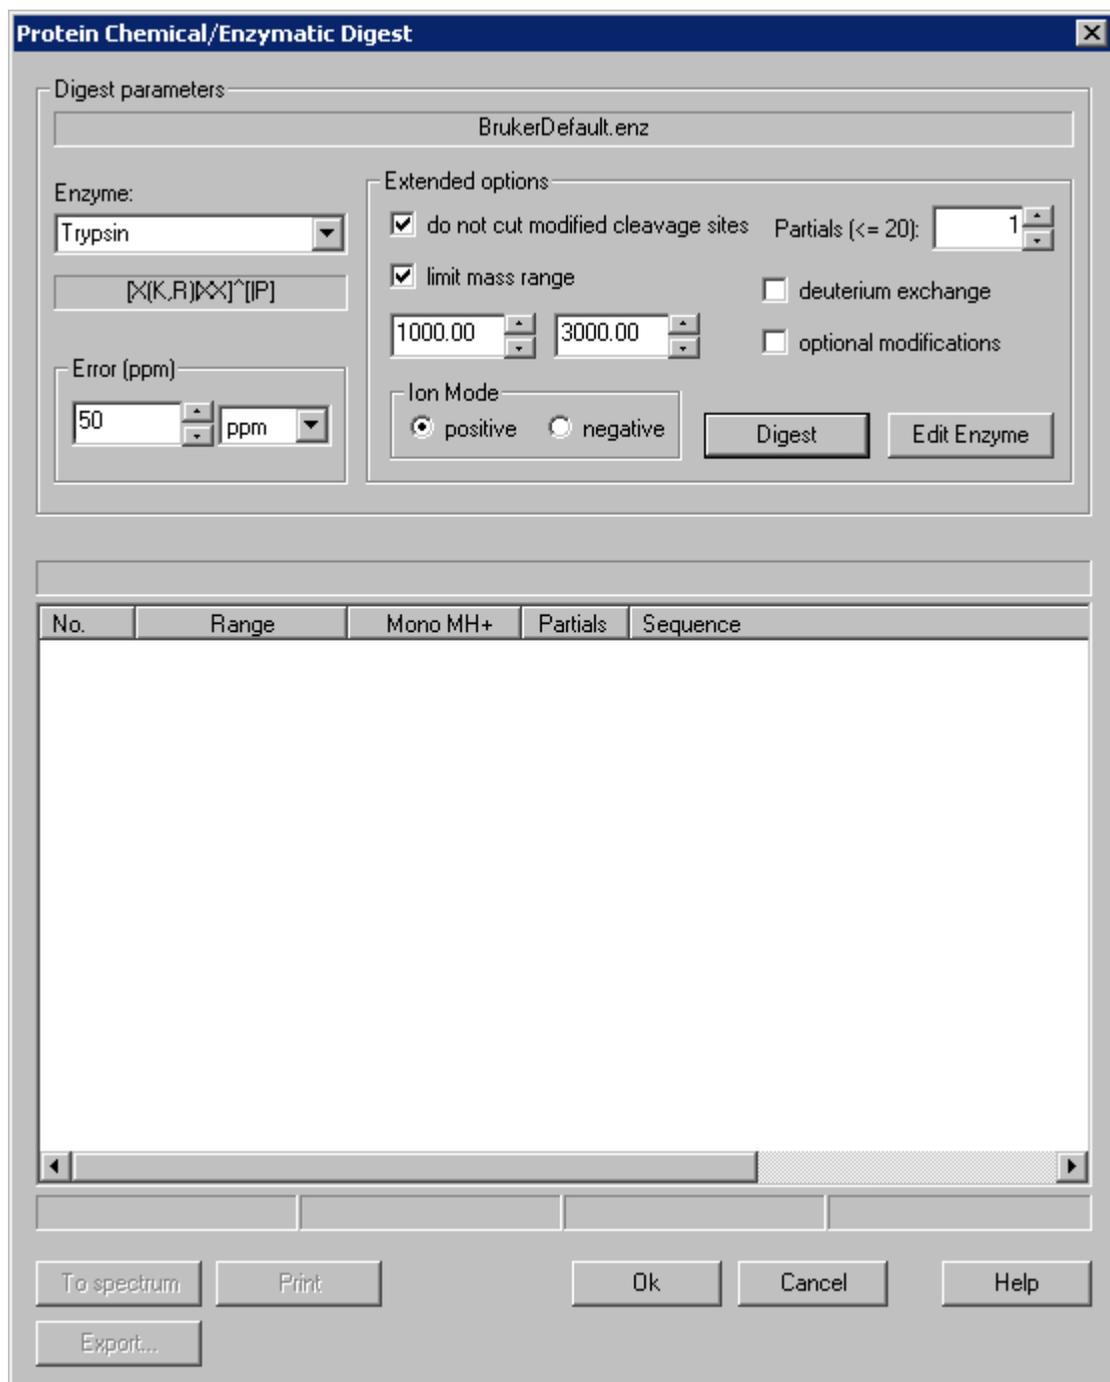 Protein Chemical/Enzymatic Digest
Digest parameters
BrukerDefault.enz
Enzyme:
Trypsin
[X(K,R)|XX]^[|P]
Error (ppm)
50 ppm
Extended options
do not cut modified cleavage sites Partials (<= 20): 1
limit mass range
deuterium exchange
1000.00 3000.00
optional modifications
Ion Mode
positive negative
Digest Edit Enzyme
No. Range Mono MH+ Partials Sequence
To spectrum Print Ok Cancel Help
Export...